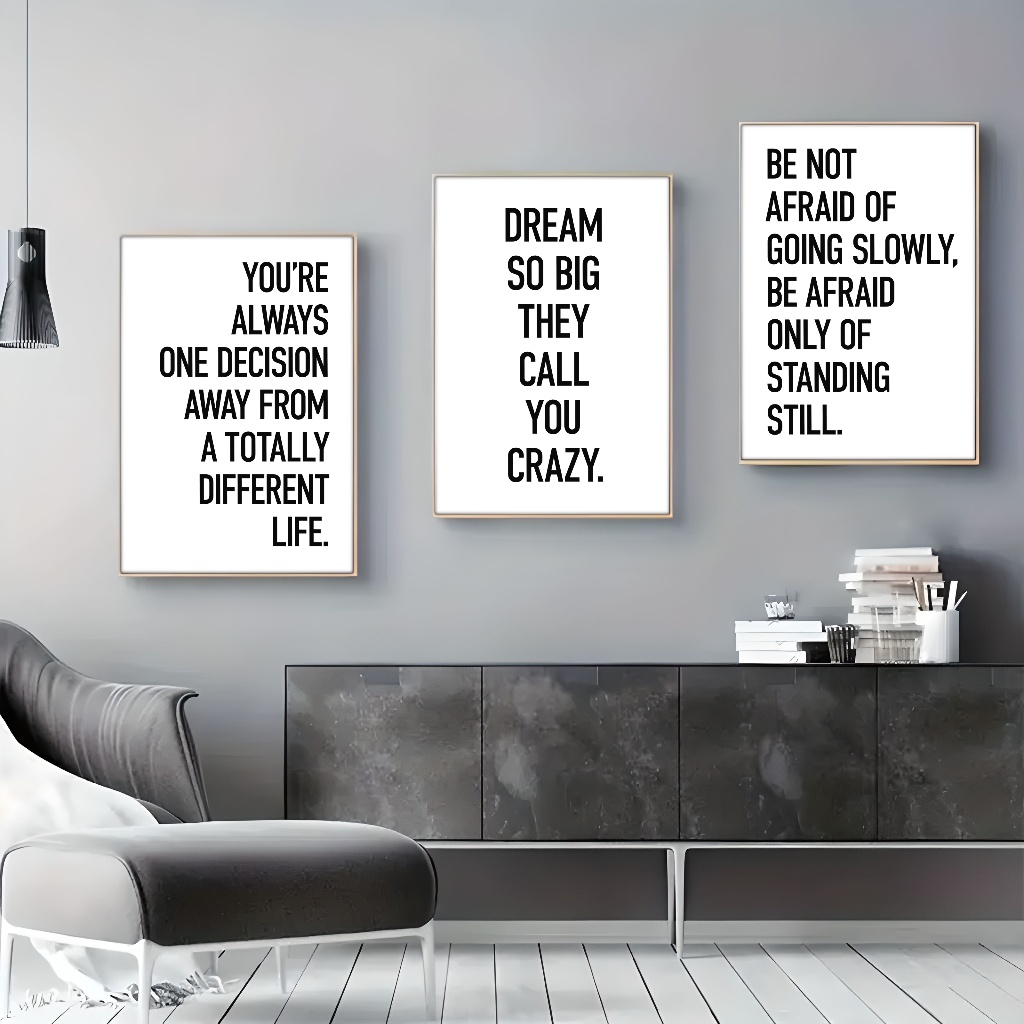 YOU'RE
ALWAYS
ONE DECISION
AWAY FROM
A TOTALLY
DIFFERENT
LIFE.
DREAM
SO BIG
THEY
CALL
YOU
CRAZY.
BE NOT
AFRAID OF
GOING SLOWLY,
BE AFRAID
ONLY OF
STANDING
STILL.